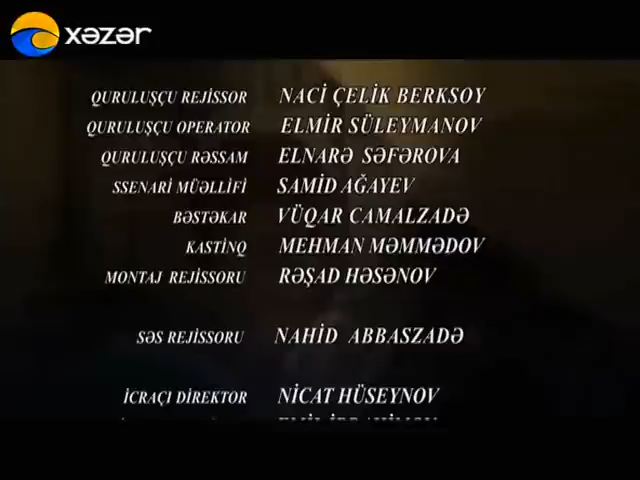 xəzər
QURULUŞÇU REJİSSOR NACİ ÇELİK BERKSOY
QURULUŞÇU OPERATOR ELMİR SÜLEYMANOV
QURULUŞÇU RƏSSAM ELNARƏ SƏFƏROVA
SSENARİ MÜƏLLİFİ SAMİD AĞAYEV
BƏSTƏKAR VÜQAR CAMALZADƏ
KASTİNQ MEHMAN MƏMMƏDOV
MONTAJ REJİSSORU RƏŞAD HƏSƏNOV
SƏS REJİSSORU NAHİD ABBASZADƏ
İCRAÇI DİREKTOR NİCAT HÜSEYNOV